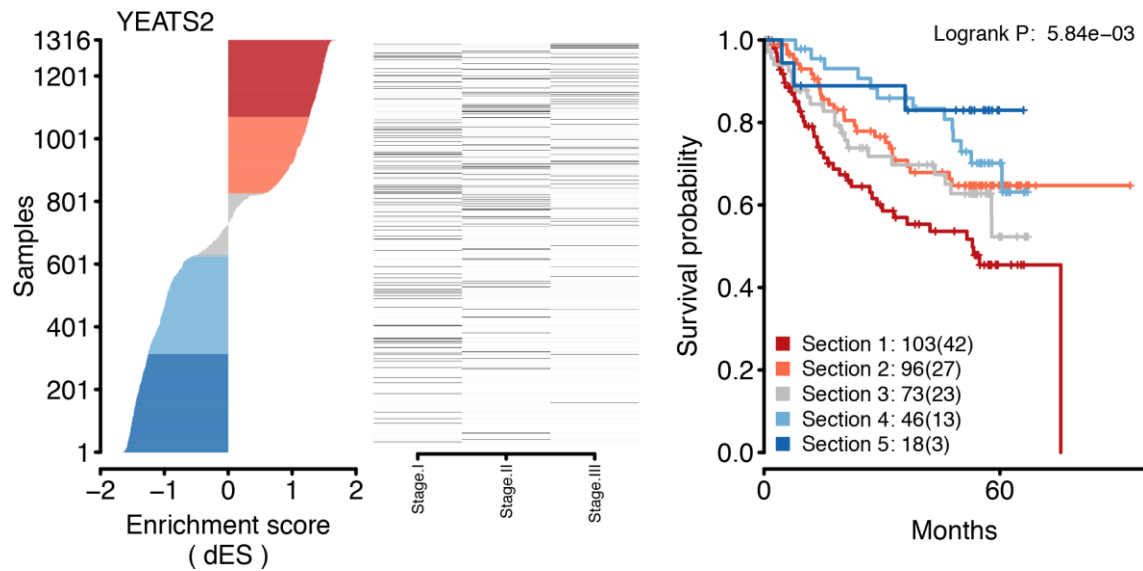 YEATS2
1316
1201
1001
801
601
401
201
1
Samples
−2 −1 0 1 2
Enrichment score
( dES )
Stage.I
Stage.II
Stage.III
Logrank P: 5.84e−03
1.0
0.8
0.6
0.4
0.2
0.0
Survival probability
Section 1: 103(42)
Section 2: 96(27)
Section 3: 73(23)
Section 4: 46(13)
Section 5: 18(3)
0 60
Months